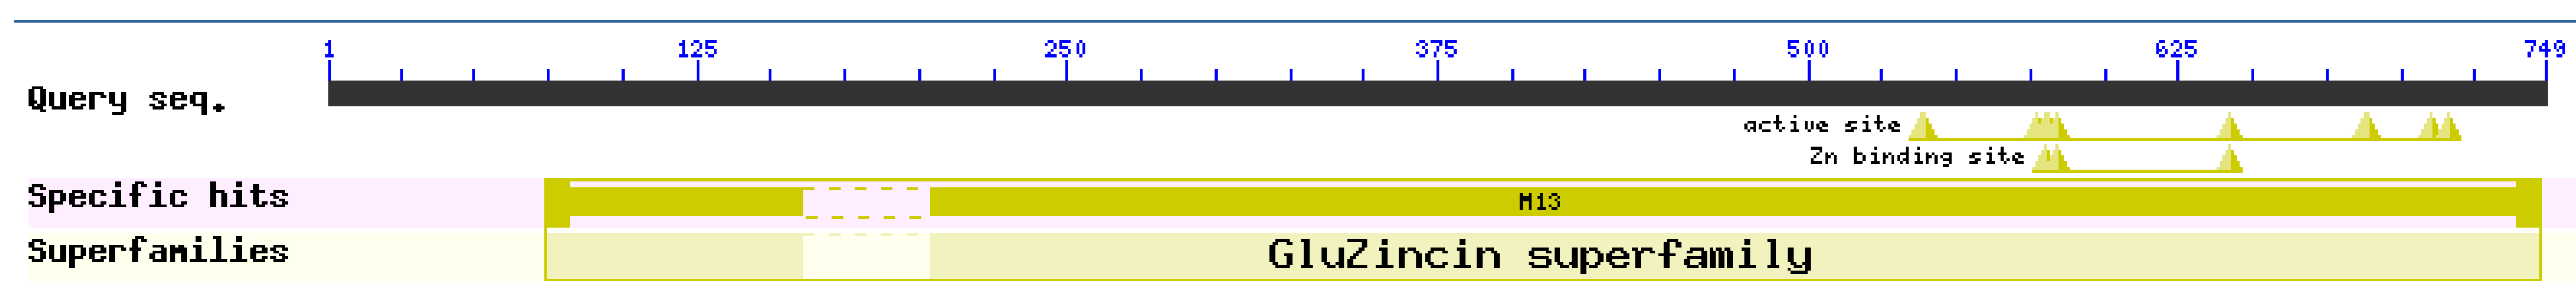 1 125 250 375 500 625 749
Query seq.
active site
Zn binding site
Specific hits M13
Superfamilies GluZincin superfamily